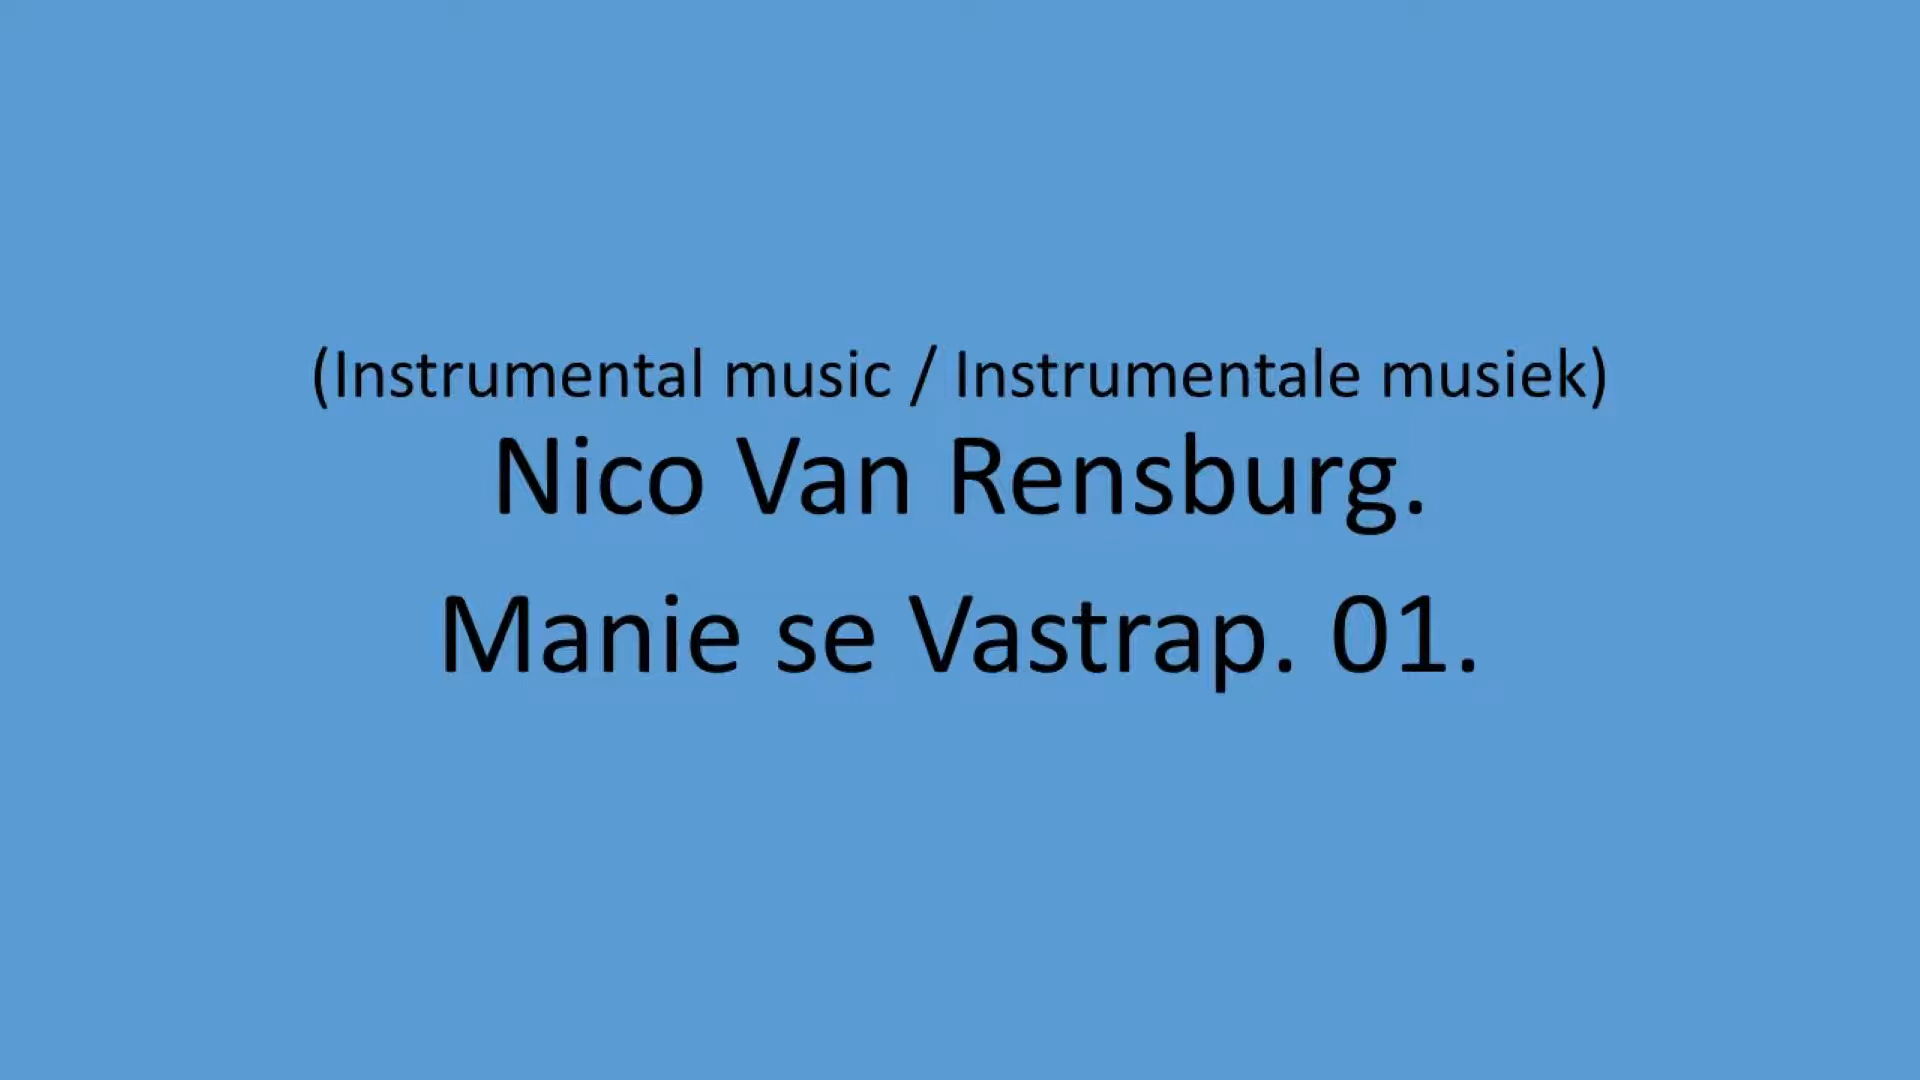 (Instrumental music / Instrumentale musiek)
Nico Van Rensburg.
Manie se Vastrap. 01.